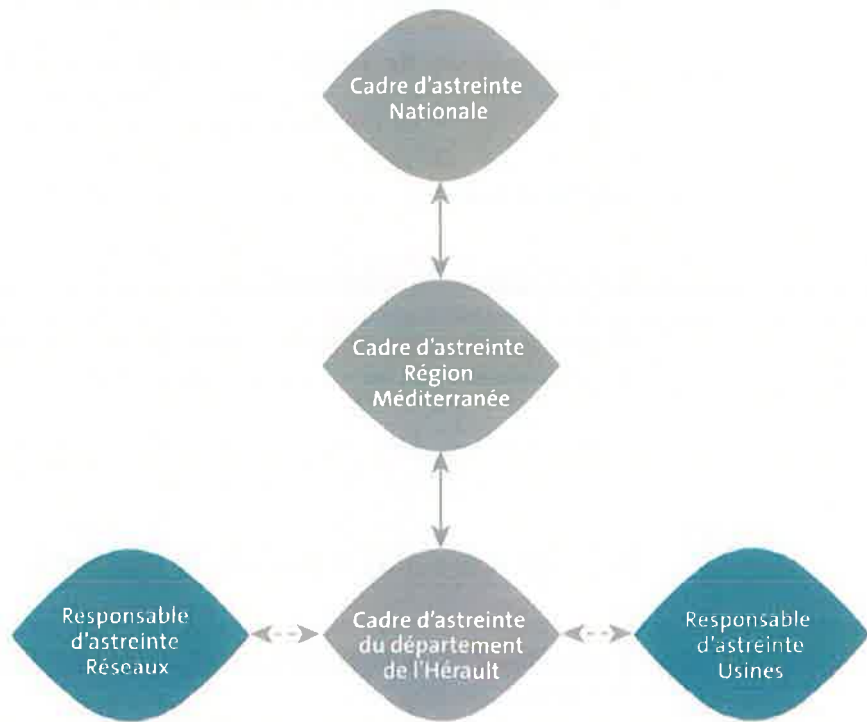 Cadre d'astreinte
Nationale
Cadre d'astreinte
Région
Méditerranée
Responsable
d'astreinte
Réseaux
Cadre d'astreinte
du département
de l'Hérault
Responsable
d'astreinte
Usines